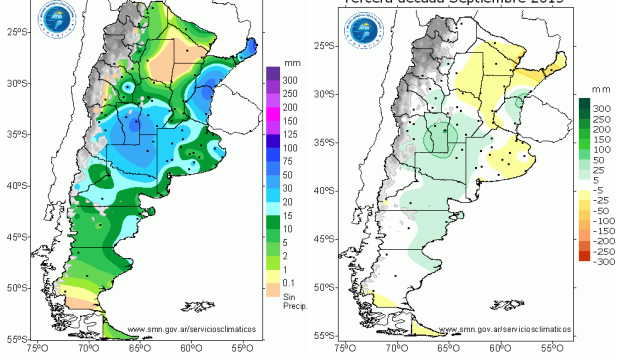 Tercera década Septiembre 2015
25°S
30°S
35°S
40°S
45°S
50°S
55°S
75°O
70°O
65°O
60°O
55°O
mm
300
250
200
150
125
100
75
50
30
20
15
10
5
2
1
0.1
Sin
Precip.
www.smn.gov.ar/serviciosclimaticos
25°S
30°S
35°S
40°S
45°S
50°S
55°S
75°O
70°O
65°O
60°O
55°O
mm
300
250
200
150
100
50
25
5
-5
-25
-50
-100
-150
-200
-250
-300
www.smn.gov.ar/serviciosclimaticos